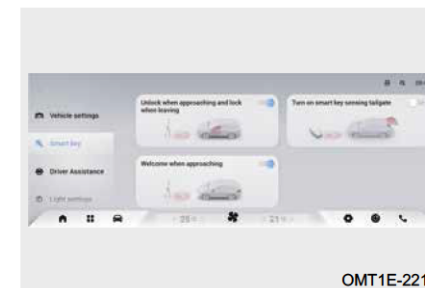 Unlock when approaching and lock
when leaving
Turn on smart key sensing tailgate
Vehicle settings
Smart key
Welcome when approaching
Driver Assistance
Light settings
25
21
OMT1E-221